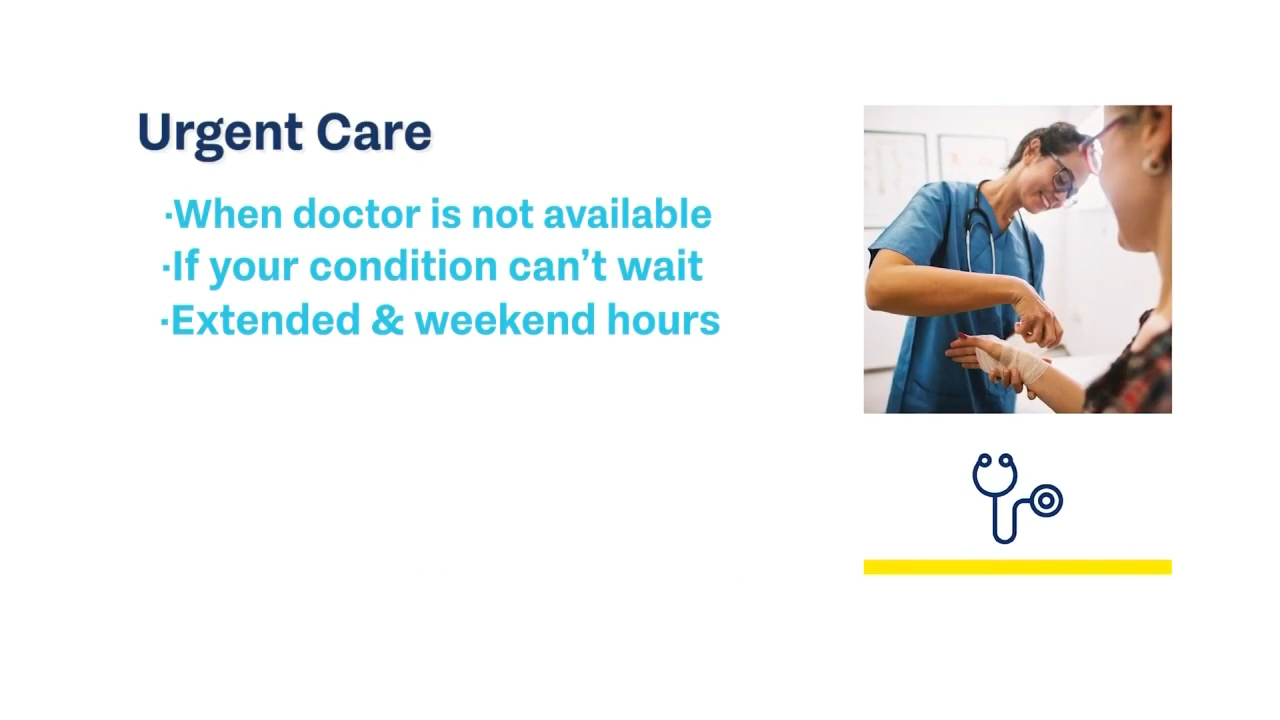 Urgent Care
·When doctor is not available
·If your condition can’t wait
·Extended & weekend hours